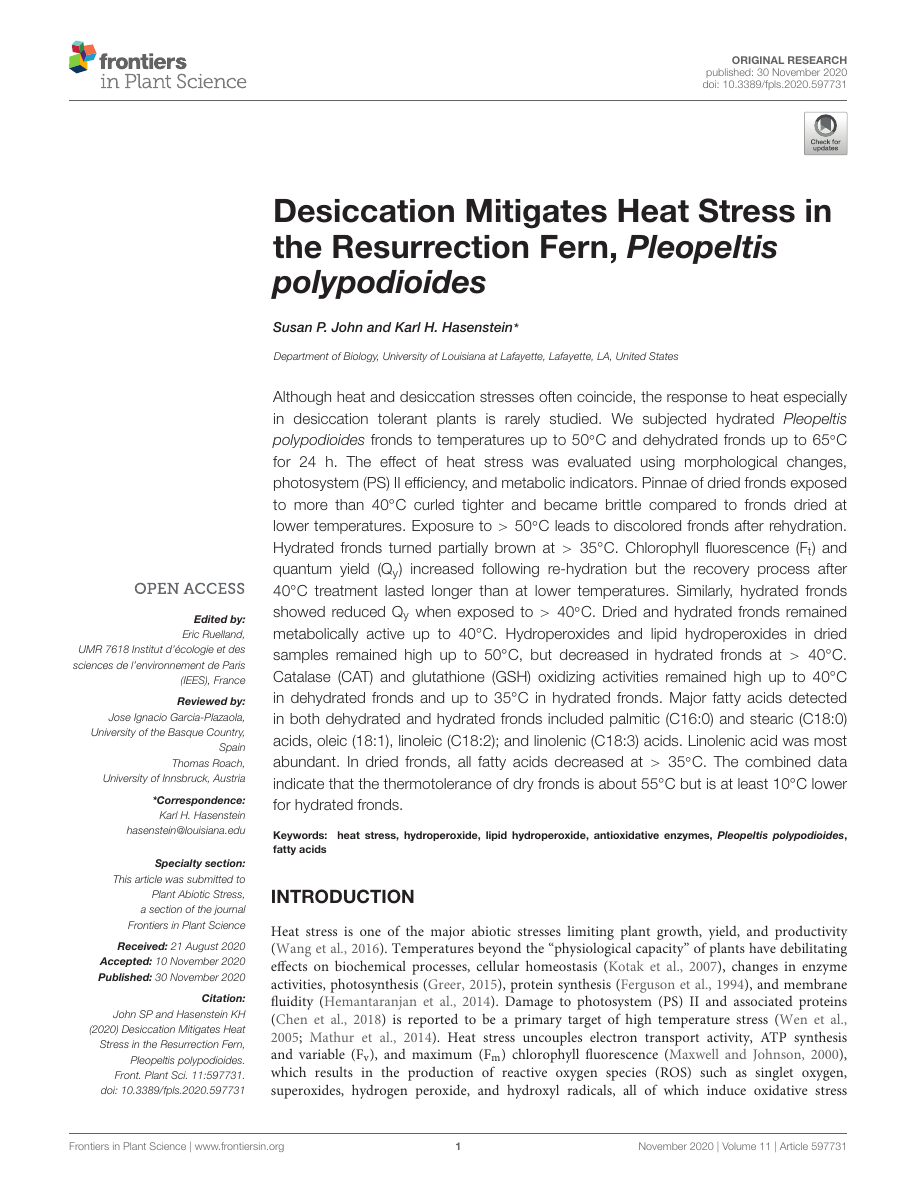 frontiers
in Plant Science
ORIGINAL RESEARCH
published: 30 November 2020
doi: 10.3389/fpls.2020.597731
Check for
updates
Desiccation Mitigates Heat Stress in
the Resurrection Fern, Pleopeltis
polypodioides
Susan P. John and Karl H. Hasenstein*
Department of Biology, University of Louisiana at Lafayette, Lafayette, LA, United States
Although heat and desiccation stresses often coincide, the response to heat especially
in desiccation tolerant plants is rarely studied. We subjected hydrated Pleopeltis
polypodioides fronds to temperatures up to 50°C and dehydrated fronds up to 65°C
for 24 h. The effect of heat stress was evaluated using morphological changes,
photosystem (PS) II efficiency, and metabolic indicators. Pinnae of dried fronds exposed
to more than 40°C curled tighter and became brittle compared to fronds dried at
lower temperatures. Exposure to > 50°C leads to discolored fronds after rehydration.
Hydrated fronds turned partially brown at > 35°C. Chlorophyll fluorescence (Ft) and
quantum yield (Qy) increased following re-hydration but the recovery process after
40°C treatment lasted longer than at lower temperatures. Similarly, hydrated fronds
showed reduced Qy when exposed to > 40°C. Dried and hydrated fronds remained
metabolically active up to 40°C. Hydroperoxides and lipid hydroperoxides in dried
samples remained high up to 50°C, but decreased in hydrated fronds at > 40°C.
Catalase (CAT) and glutathione (GSH) oxidizing activities remained high up to 40°C
in dehydrated fronds and up to 35°C in hydrated fronds. Major fatty acids detected
in both dehydrated and hydrated fronds included palmitic (C16:0) and stearic (C18:0)
acids, oleic (18:1), linoleic (C18:2); and linolenic (C18:3) acids. Linolenic acid was most
abundant. In dried fronds, all fatty acids decreased at > 35°C. The combined data
indicate that the thermotolerance of dry fronds is about 55°C but is at least 10°C lower
for hydrated fronds.
Keywords: heat stress, hydroperoxide, lipid hydroperoxide, antioxidative enzymes, Pleopeltis polypodioides,
fatty acids
OPEN ACCESS
Edited by:
Eric Ruelland,
UMR 7618 Institut d'écologie et des
sciences de l'environnement de Paris
(IEES), France
Reviewed by:
Jose Ignacio Garcia-Plazaola,
University of the Basque Country,
Spain
Thomas Roach,
University of Innsbruck, Austria
*Correspondence:
Karl H. Hasenstein
hasenstein@louisiana.edu
Specialty section:
This article was submitted to
Plant Abiotic Stress,
a section of the journal
Frontiers in Plant Science
Received: 21 August 2020
Accepted: 10 November 2020
Published: 30 November 2020
Citation:
John SP and Hasenstein KH
(2020) Desiccation Mitigates Heat
Stress in the Resurrection Fern,
Pleopeltis polypodioides.
Front. Plant Sci. 11:597731.
doi: 10.3389/fpls.2020.597731
INTRODUCTION
Heat stress is one of the major abiotic stresses limiting plant growth, yield, and productivity
(Wang et al., 2016). Temperatures beyond the “physiological capacity” of plants have debilitating
effects on biochemical processes, cellular homeostasis (Kotak et al., 2007), changes in enzyme
activities, photosynthesis (Greer, 2015), protein synthesis (Ferguson et al., 1994), and membrane
fluidity (Hemantaranjan et al., 2014). Damage to photosystem (PS) II and associated proteins
(Chen et al., 2018) is reported to be a primary target of high temperature stress (Wen et al.,
2005; Mathur et al., 2014). Heat stress uncouples electron transport activity, ATP synthesis
and variable (Fv), and maximum (Fm) chlorophyll fluorescence (Maxwell and Johnson, 2000),
which results in the production of reactive oxygen species (ROS) such as singlet oxygen,
superoxides, hydrogen peroxide, and hydroxyl radicals, all of which induce oxidative stress
Frontiers in Plant Science | www.frontiersin.org
1
November 2020 | Volume 11 | Article 597731